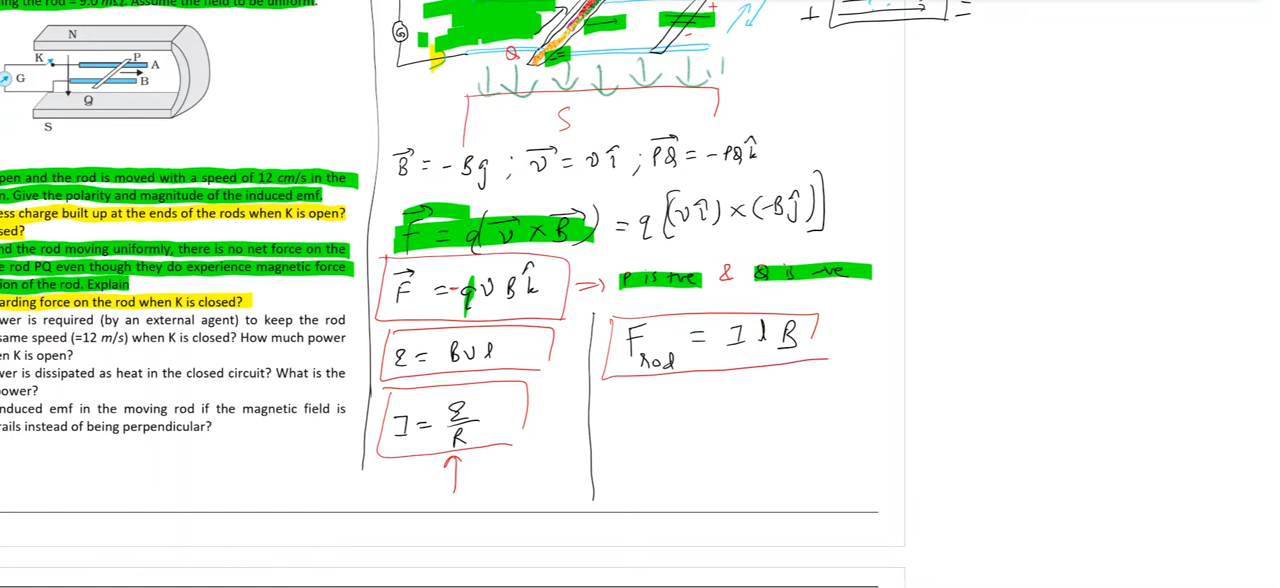 ing the rod = 9.0 mΩ. Assume the field to be uniform.
N
K
P
A
G
B
Q
S
pen and the rod is moved with a speed of 12 cm/s in the
n. Give the polarity and magnitude of the induced emf.
ess charge built up at the ends of the rods when K is open?
sed?
nd the rod moving uniformly, there is no net force on the
e rod PQ even though they do experience magnetic force
ion of the rod. Explain
arding force on the rod when K is closed?
wer is required (by an external agent) to keep the rod
same speed (=12 m/s) when K is closed? How much power
en K is open?
wer is dissipated as heat in the closed circuit? What is the
power?
nduced emf in the moving rod if the magnetic field is
rails instead of being perpendicular?
G
Q
+
-
S
B⃗ = -Bĵ ; v⃗ = vî ; PQ⃗ = -PQk̂
F⃗ = q(v⃗ × B⃗) = q[(vî) × (-Bĵ)]
F⃗ = -qvBk̂ ⇒ P is +ve & Q is -ve
ε = Bvl
I = ε/R
F_rod = IlB